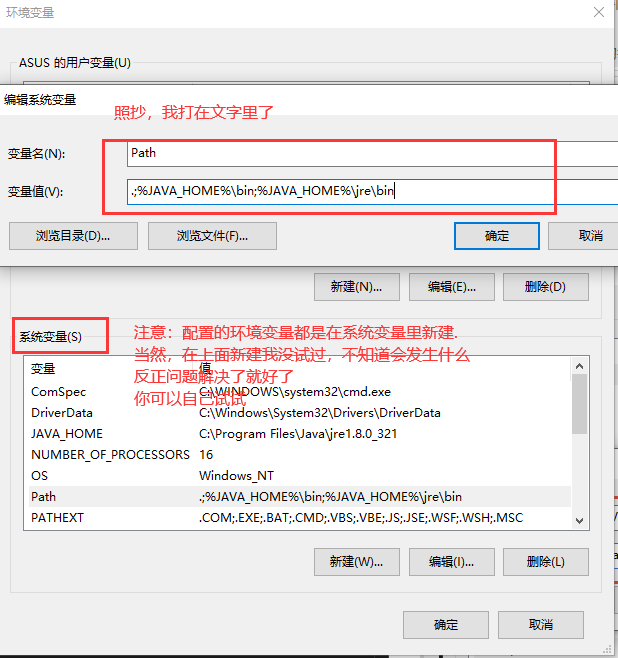 环境变量
ASUS 的用户变量(U)
编辑系统变量
照抄，我打在文字里了
变量名(N):
Path
变量值(V):
.;%JAVA_HOME%\bin;%JAVA_HOME%\jre\bin
浏览目录(D)...
浏览文件(F)...
确定
取消
新建(N)...
编辑(E)...
删除(D)
系统变量(S)
注意：配置的环境变量都是在系统变量里新建.
当然，在上面新建我没试过，不知道会发生什么
反正问题解决了就好了
你可以自己试试
变量
值
ComSpec
C:\WINDOWS\system32\cmd.exe
DriverData
C:\Windows\System32\Drivers\DriverData
JAVA_HOME
C:\Program Files\Java\jre1.8.0_321
NUMBER_OF_PROCESSORS
16
OS
Windows_NT
Path
.;%JAVA_HOME%\bin;%JAVA_HOME%\jre\bin
PATHEXT
.COM;.EXE;.BAT;.CMD;.VBS;.VBE;.JS;.JSE;.WSF;.WSH;.MSC
新建(W)...
编辑(I)...
删除(L)
确定
取消